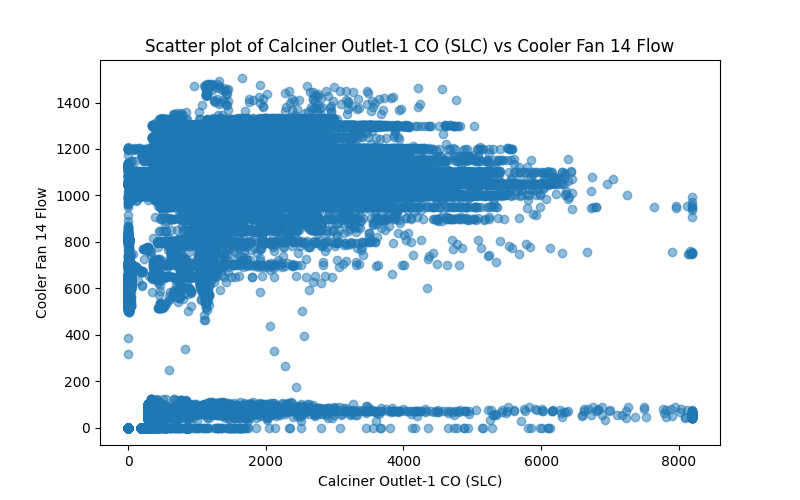 Scatter plot of Calciner Outlet-1 CO (SLC) vs Cooler Fan 14 Flow
1400
1200
1000
800
600
400
200
0
Cooler Fan 14 Flow
0 2000 4000 6000 8000
Calciner Outlet-1 CO (SLC)